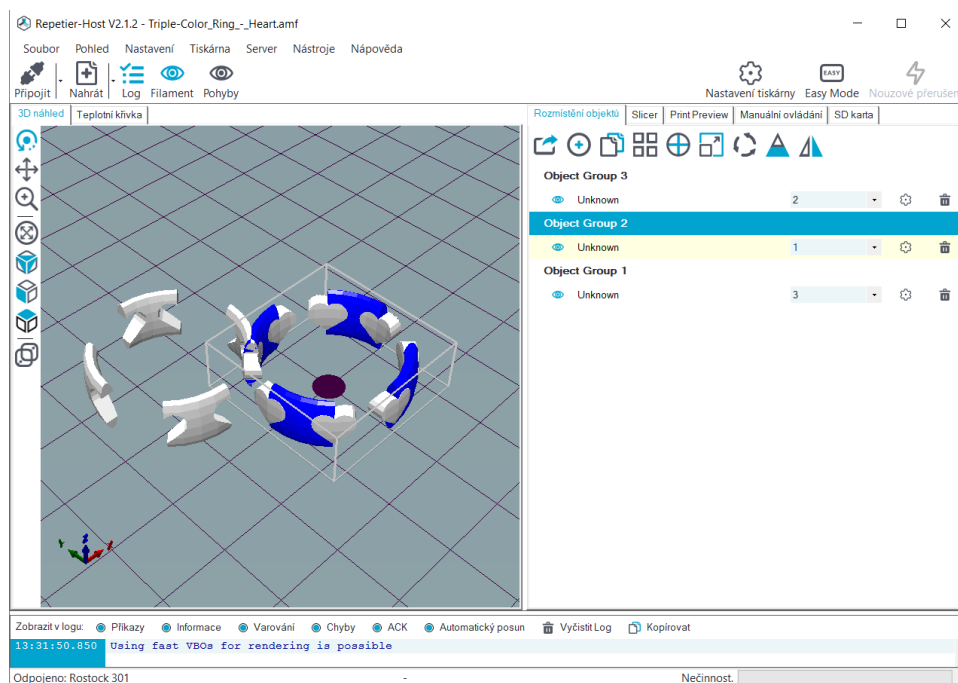 Repetier-Host V2.1.2 - Triple-Color_Ring_-_Heart.amf
Soubor Pohled Nastavení Tiskárna Server Nástroje Nápověda
Připojit Nahrát Log Filament Pohyby Nastavení tiskárny EASY Easy Mode Nouzové přerušen
3D náhled Teplotní křivka
Rozmístění objektů Slicer Print Preview Manuální ovládání SD karta
Object Group 3
Unknown 2
Object Group 2
Unknown 1
Object Group 1
Unknown 3
Y Z X
Zobrazit v logu: Příkazy Informace Varování Chyby ACK Automatický posun Vyčistit Log Kopírovat
13:31:50.850 Using fast VBOs for rendering is possible
Odpojeno: Rostock 301 - Nečinnost.